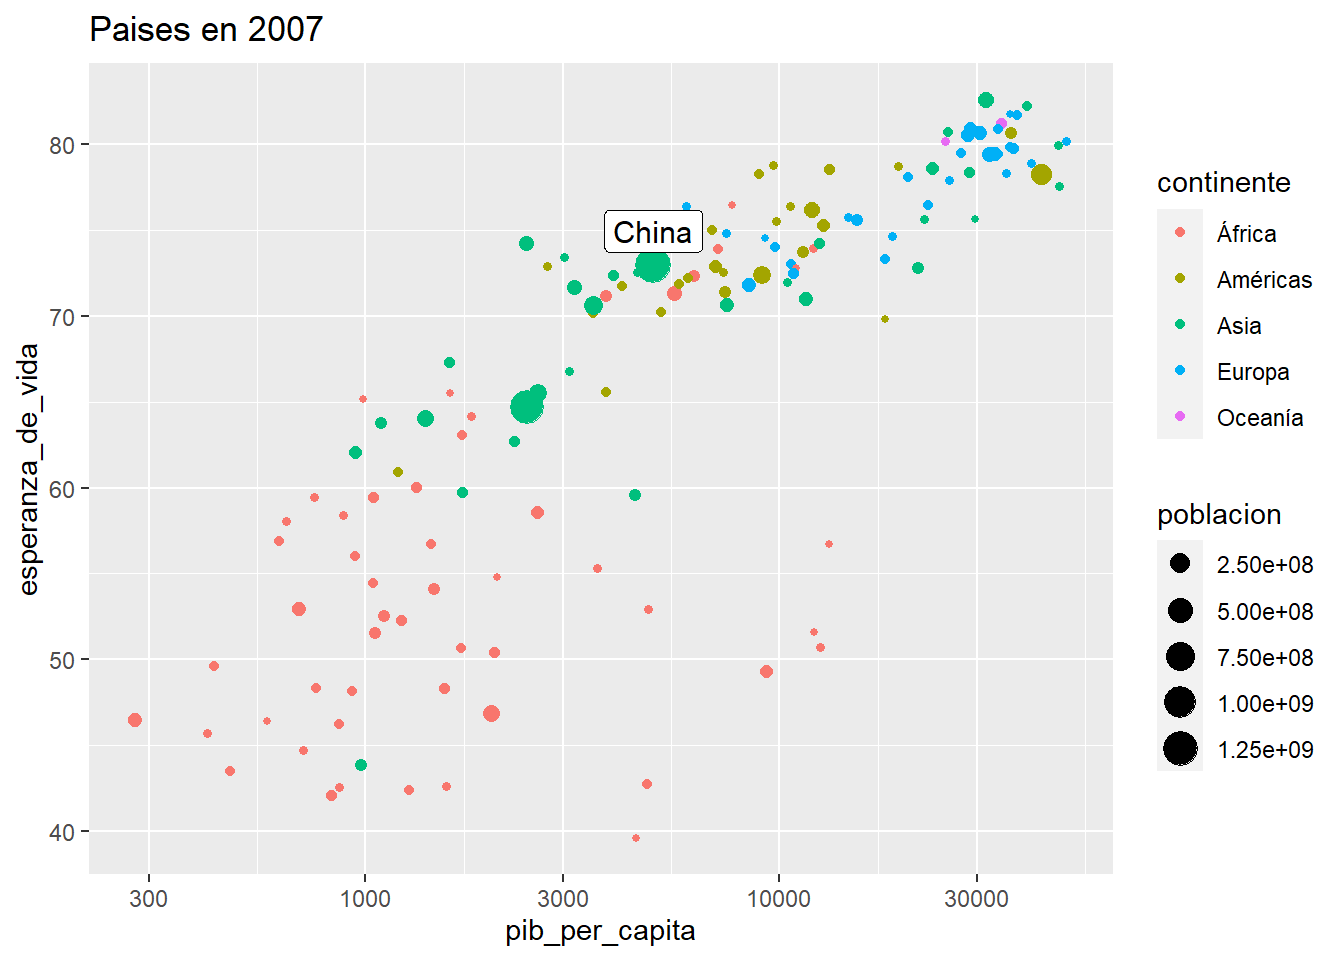 Paises en 2007
80
70
60
50
40
esperanza_de_vida
China
300
1000
3000
10000
30000
pib_per_capita
continente
África
Américas
Asia
Europa
Oceanía
poblacion
2.50e+08
5.00e+08
7.50e+08
1.00e+09
1.25e+09